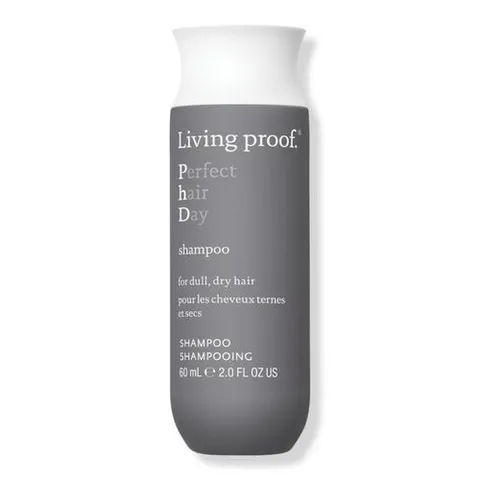 Living proof.®
Perfect
hair
Day
shampoo
for dull, dry hair
pour les cheveux ternes
et secs
SHAMPOO
SHAMPOOING
60 mL ℮ 2.0 FL OZ US